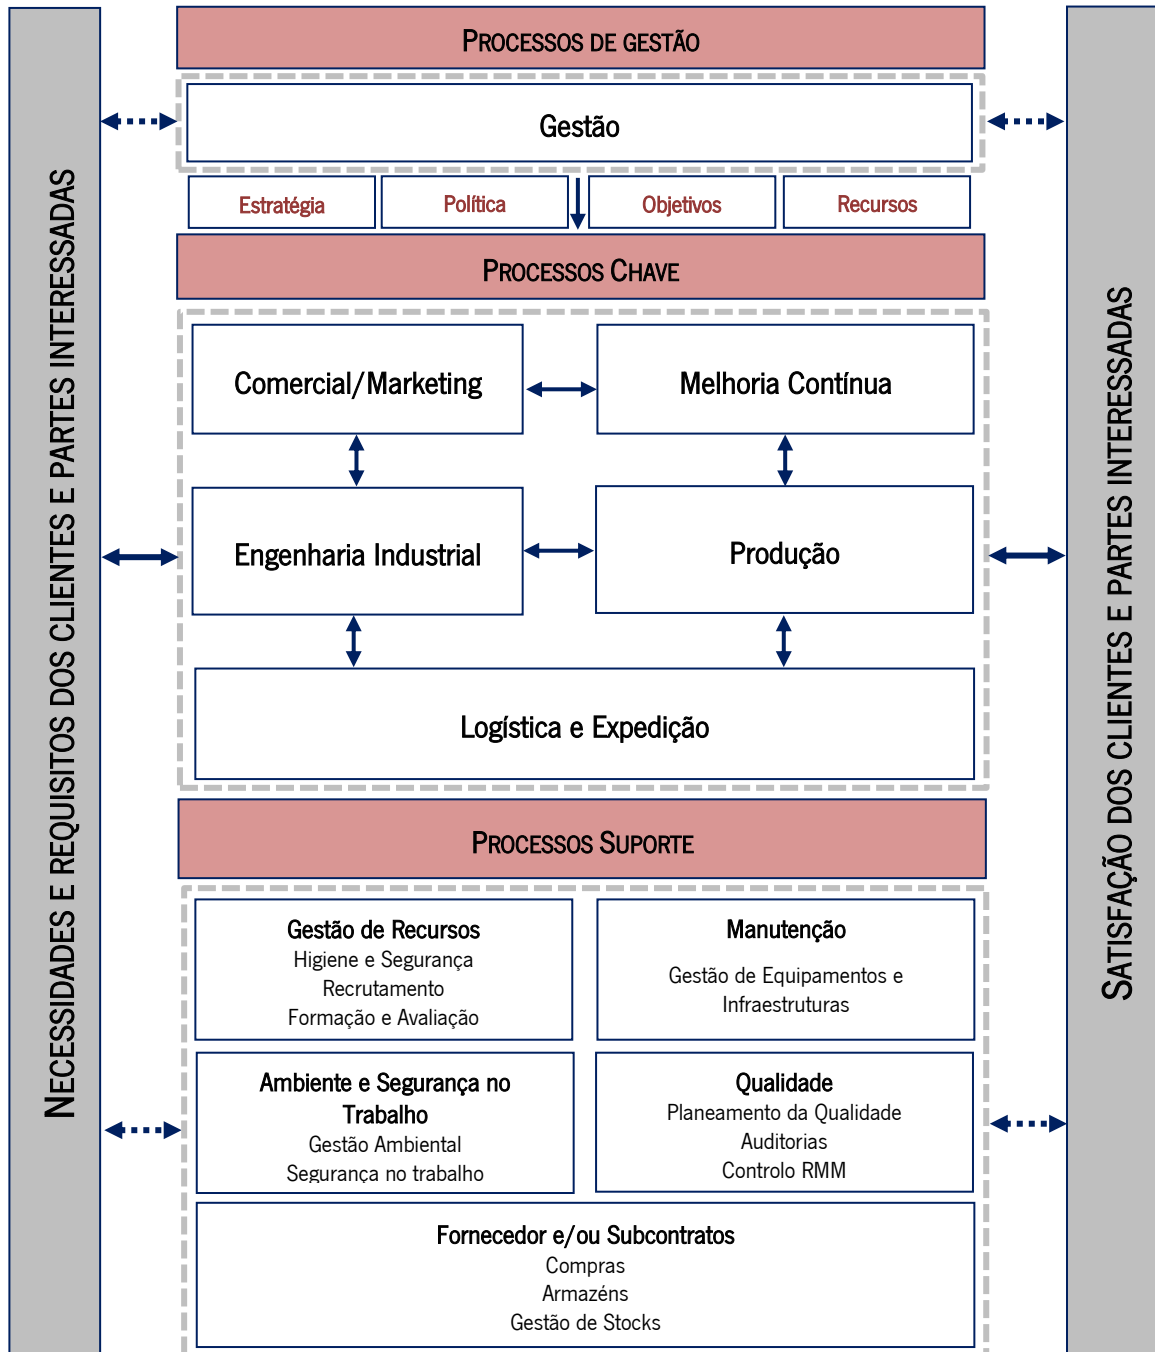 NECESSIDADES E REQUISITOS DOS CLIENTES E PARTES INTERESSADAS
PROCESSOS DE GESTÃO
Gestão
Estratégia
Política
Objetivos
Recursos
PROCESSOS CHAVE
Comercial/Marketing
Melhoria Contínua
Engenharia Industrial
Produção
Logística e Expedição
PROCESSOS SUPORTE
Gestão de Recursos
Higiene e Segurança
Recrutamento
Formação e Avaliação
Manutenção
Gestão de Equipamentos e
Infraestruturas
Ambiente e Segurança no
Trabalho
Gestão Ambiental
Segurança no trabalho
Qualidade
Planeamento da Qualidade
Auditorias
Controlo RMM
Fornecedor e/ou Subcontratos
Compras
Armazéns
Gestão de Stocks
SATISFAÇÃO DOS CLIENTES E PARTES INTERESSADAS